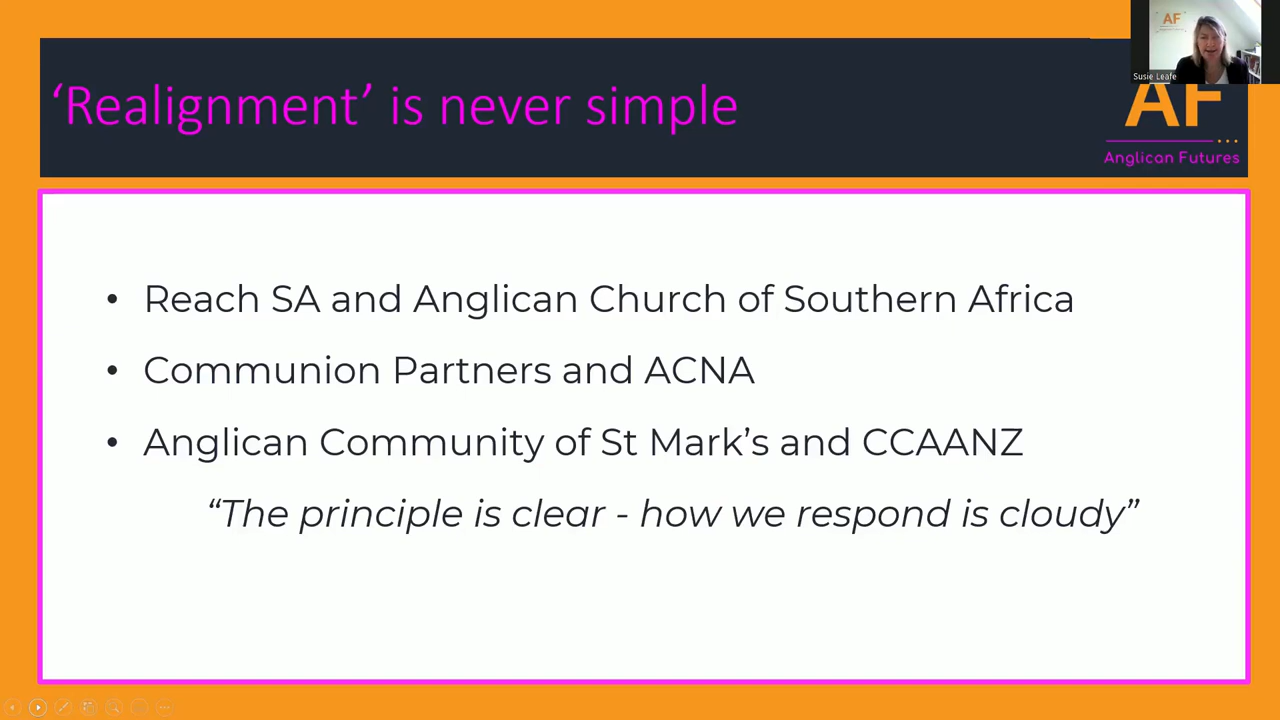 AF
Susie Leafe
'Realignment' is never simple
AF
Anglican Futures
• Reach SA and Anglican Church of Southern Africa
• Communion Partners and ACNA
• Anglican Community of St Mark's and CCAANZ
“The principle is clear - how we respond is cloudy”